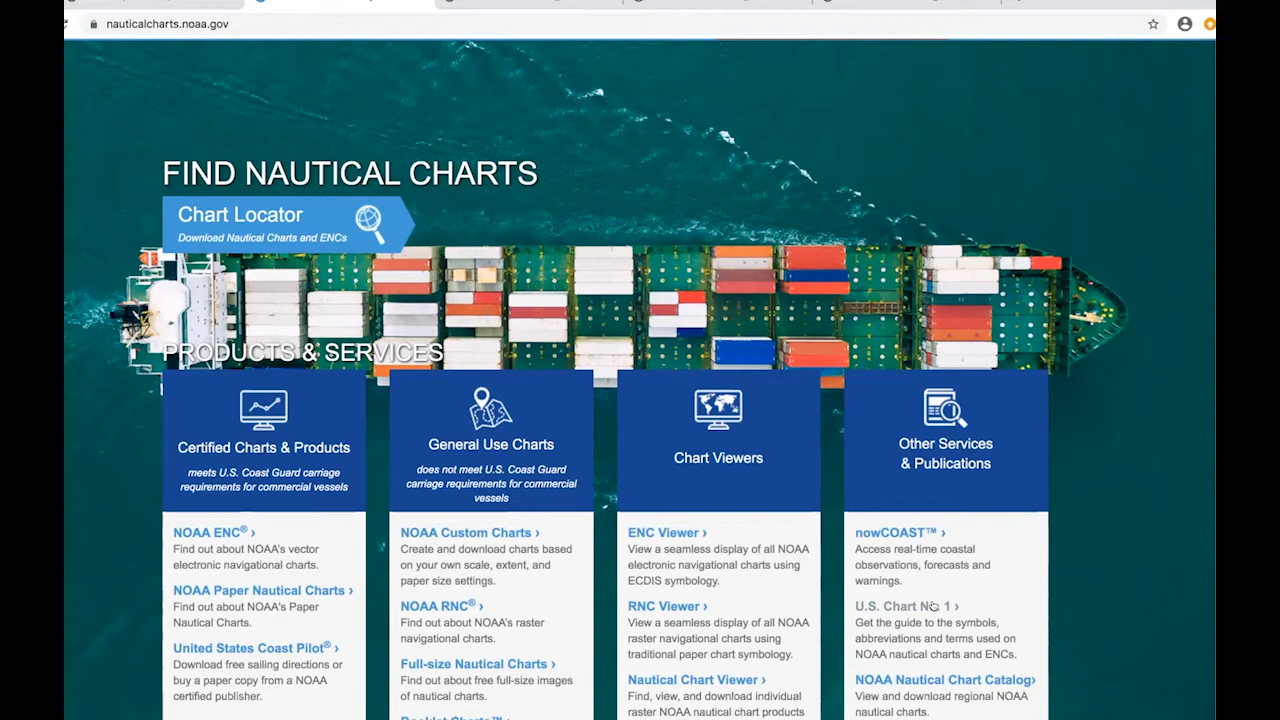 nauticalcharts.noaa.gov
FIND NAUTICAL CHARTS
Chart Locator
Download Nautical Charts and ENCs
PRODUCTS & SERVICES
Certified Charts & Products
meets U.S. Coast Guard carriage
requirements for commercial vessels
NOAA ENC® ›
Find out about NOAA's vector
electronic navigational charts.
NOAA Paper Nautical Charts ›
Find out about NOAA's Paper
Nautical Charts.
United States Coast Pilot® ›
Download free sailing directions or
buy a paper copy from a NOAA
certified publisher.
General Use Charts
does not meet U.S. Coast Guard
carriage requirements for commercial
vessels
NOAA Custom Charts ›
Create and download charts based
on your own scale, extent, and
paper size settings.
NOAA RNC® ›
Find out about NOAA's raster
navigational charts.
Full-size Nautical Charts ›
Find out about free full-size images
of nautical charts.
Chart Viewers
ENC Viewer ›
View a seamless display of all NOAA
electronic navigational charts using
ECDIS symbology.
RNC Viewer ›
View a seamless display of all NOAA
raster navigational charts using
traditional paper chart symbology.
Nautical Chart Viewer ›
Find, view, and download individual
raster NOAA nautical chart products
Other Services
& Publications
nowCOAST™ ›
Access real-time coastal
observations, forecasts and
warnings.
U.S. Chart No. 1 ›
Get the guide to the symbols,
abbreviations and terms used on
NOAA nautical charts and ENCs.
NOAA Nautical Chart Catalog›
View and download regional NOAA
nautical charts.